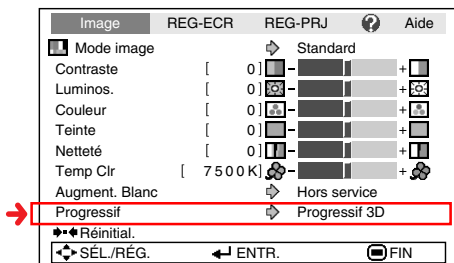 Image REG-ECR REG-PRJ ? Aide
Mode image Standard
Contraste [ 0] - +
Luminos. [ 0] - +
Couleur [ 0] - +
Teinte [ 0] - +
Netteté [ 0] - +
Temp Clr [ 7500K] - +
Augment. Blanc Hors service
Progressif Progressif 3D
Réinitial.
SÉL./RÉG. ENTR. FIN